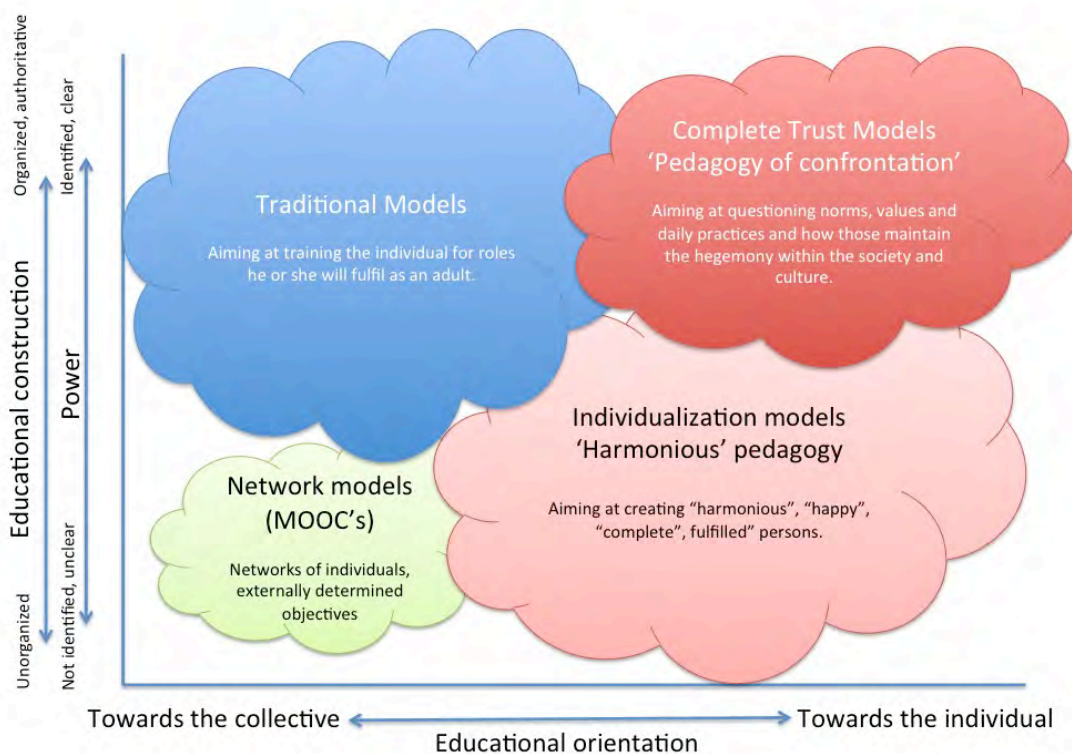 Organized, authoritative
Identified, clear
Educational construction
Power
Unorganized
Not identified, unclear
Traditional Models
Aiming at training the individual for roles
he or she will fulfil as an adult.
Complete Trust Models
‘Pedagogy of confrontation’
Aiming at questioning norms, values and
daily practices and how those maintain
the hegemony within the society and
culture.
Network models
(MOOC’s)
Networks of individuals,
externally determined
objectives
Individualization models
‘Harmonious’ pedagogy
Aiming at creating “harmonious”, “happy”,
“complete”, fulfilled” persons.
Towards the collective
Towards the individual
Educational orientation